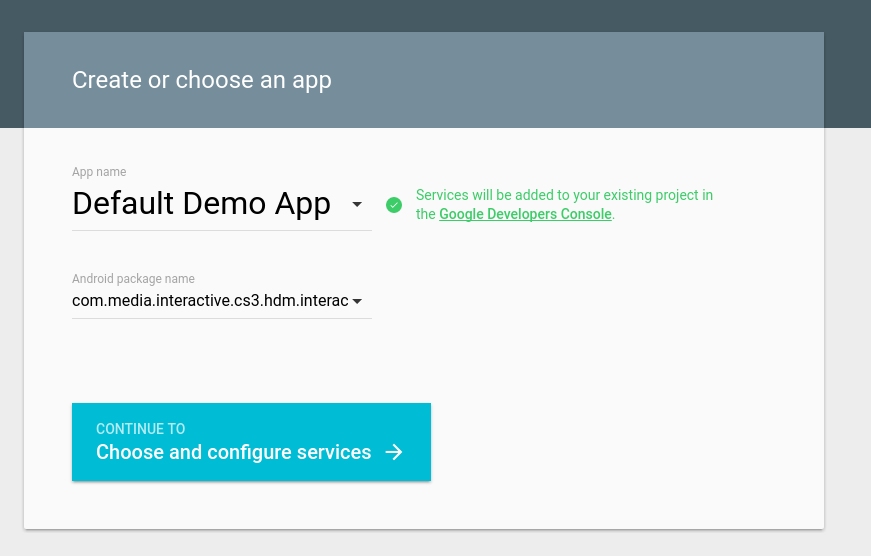 Create or choose an app
App name
Default Demo App
Services will be added to your existing project in
the Google Developers Console.
Android package name
com.media.interactive.cs3.hdm.interac
CONTINUE TO
Choose and configure services